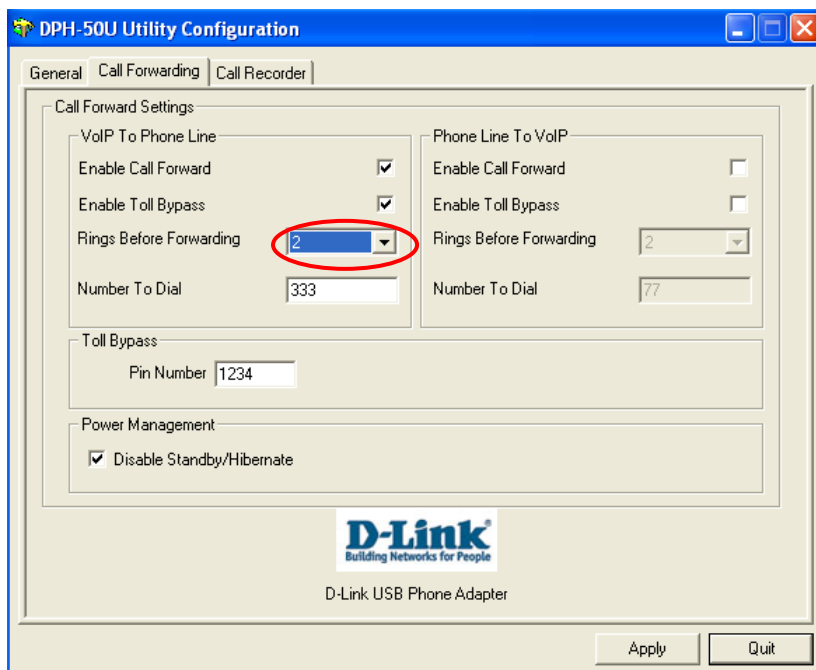 DPH-50U Utility Configuration
General Call Forwarding Call Recorder
Call Forward Settings
VoIP To Phone Line
Enable Call Forward
Enable Toll Bypass
Rings Before Forwarding 2
Number To Dial 333
Phone Line To VoIP
Enable Call Forward
Enable Toll Bypass
Rings Before Forwarding 2
Number To Dial 77
Toll Bypass
Pin Number 1234
Power Management
Disable Standby/Hibernate
D-Link®
Building Networks for People
D-Link USB Phone Adapter
Apply Quit